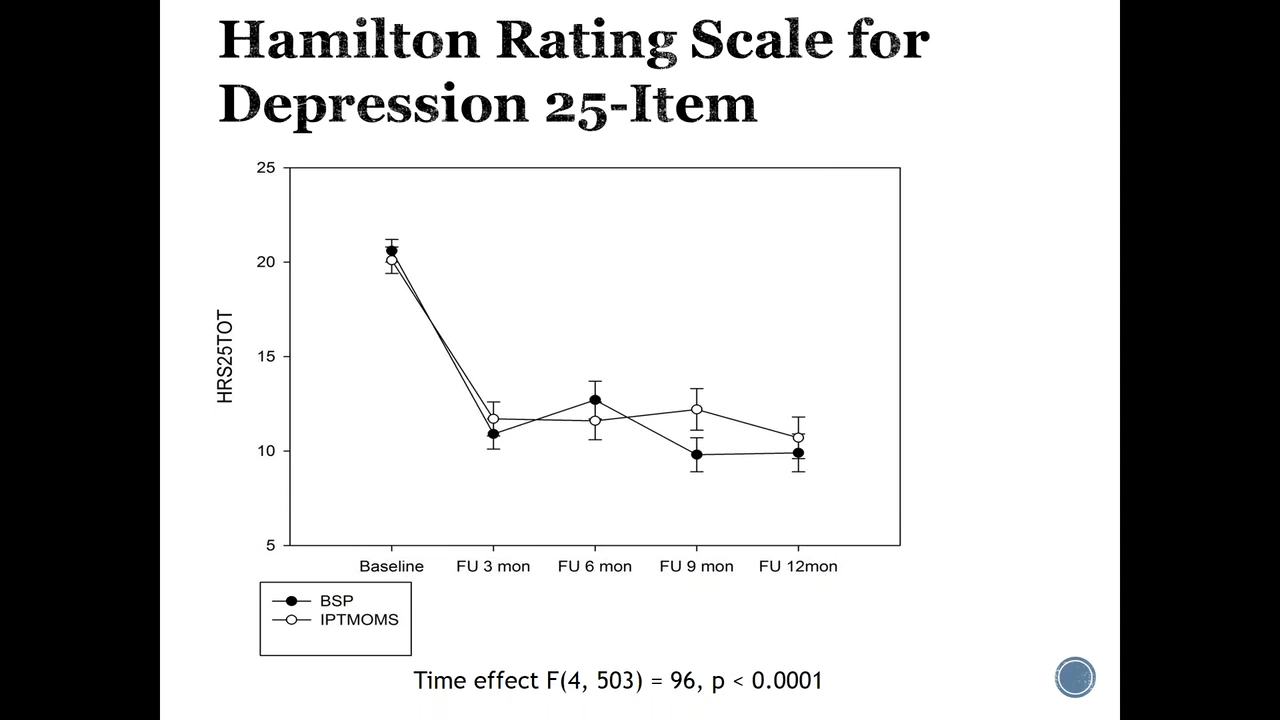 Hamilton Rating Scale for
Depression 25-Item
25
20
15
10
5
HRS25TOT
Baseline FU 3 mon FU 6 mon FU 9 mon FU 12mon
BSP
IPTMOMS
Time effect F(4, 503) = 96, p < 0.0001